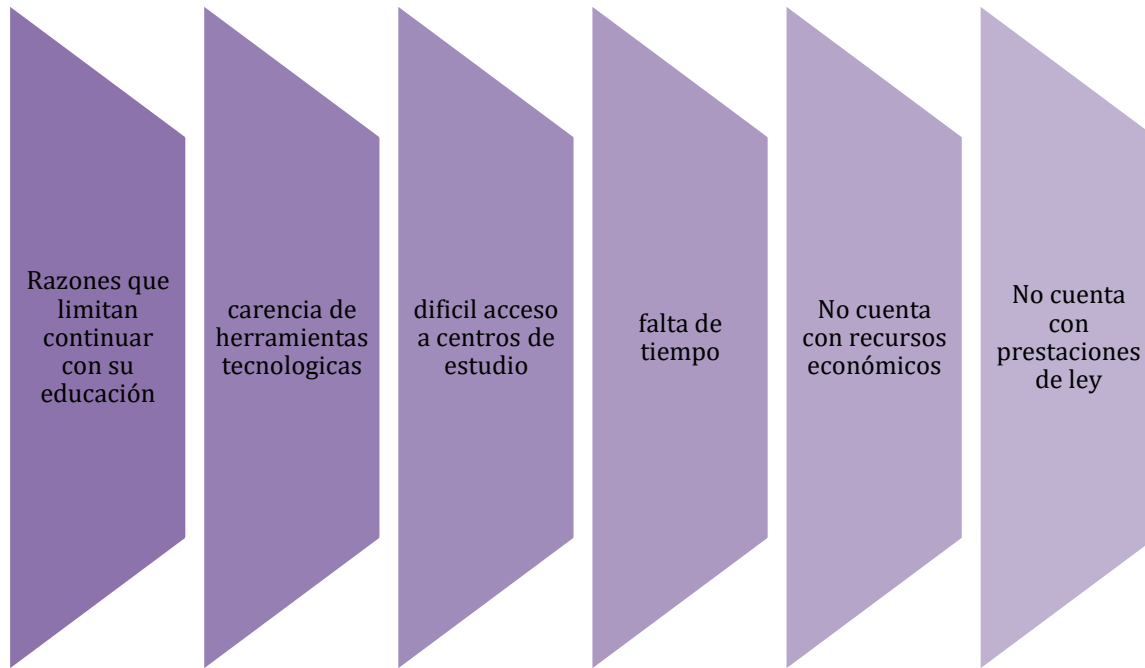 Razones que
limitan
continuar
con su
educación
carencia de
herramientas
tecnologicas
dificil acceso
a centros de
estudio
falta de
tiempo
No cuenta
con recursos
económicos
No cuenta
con
prestaciones
de ley